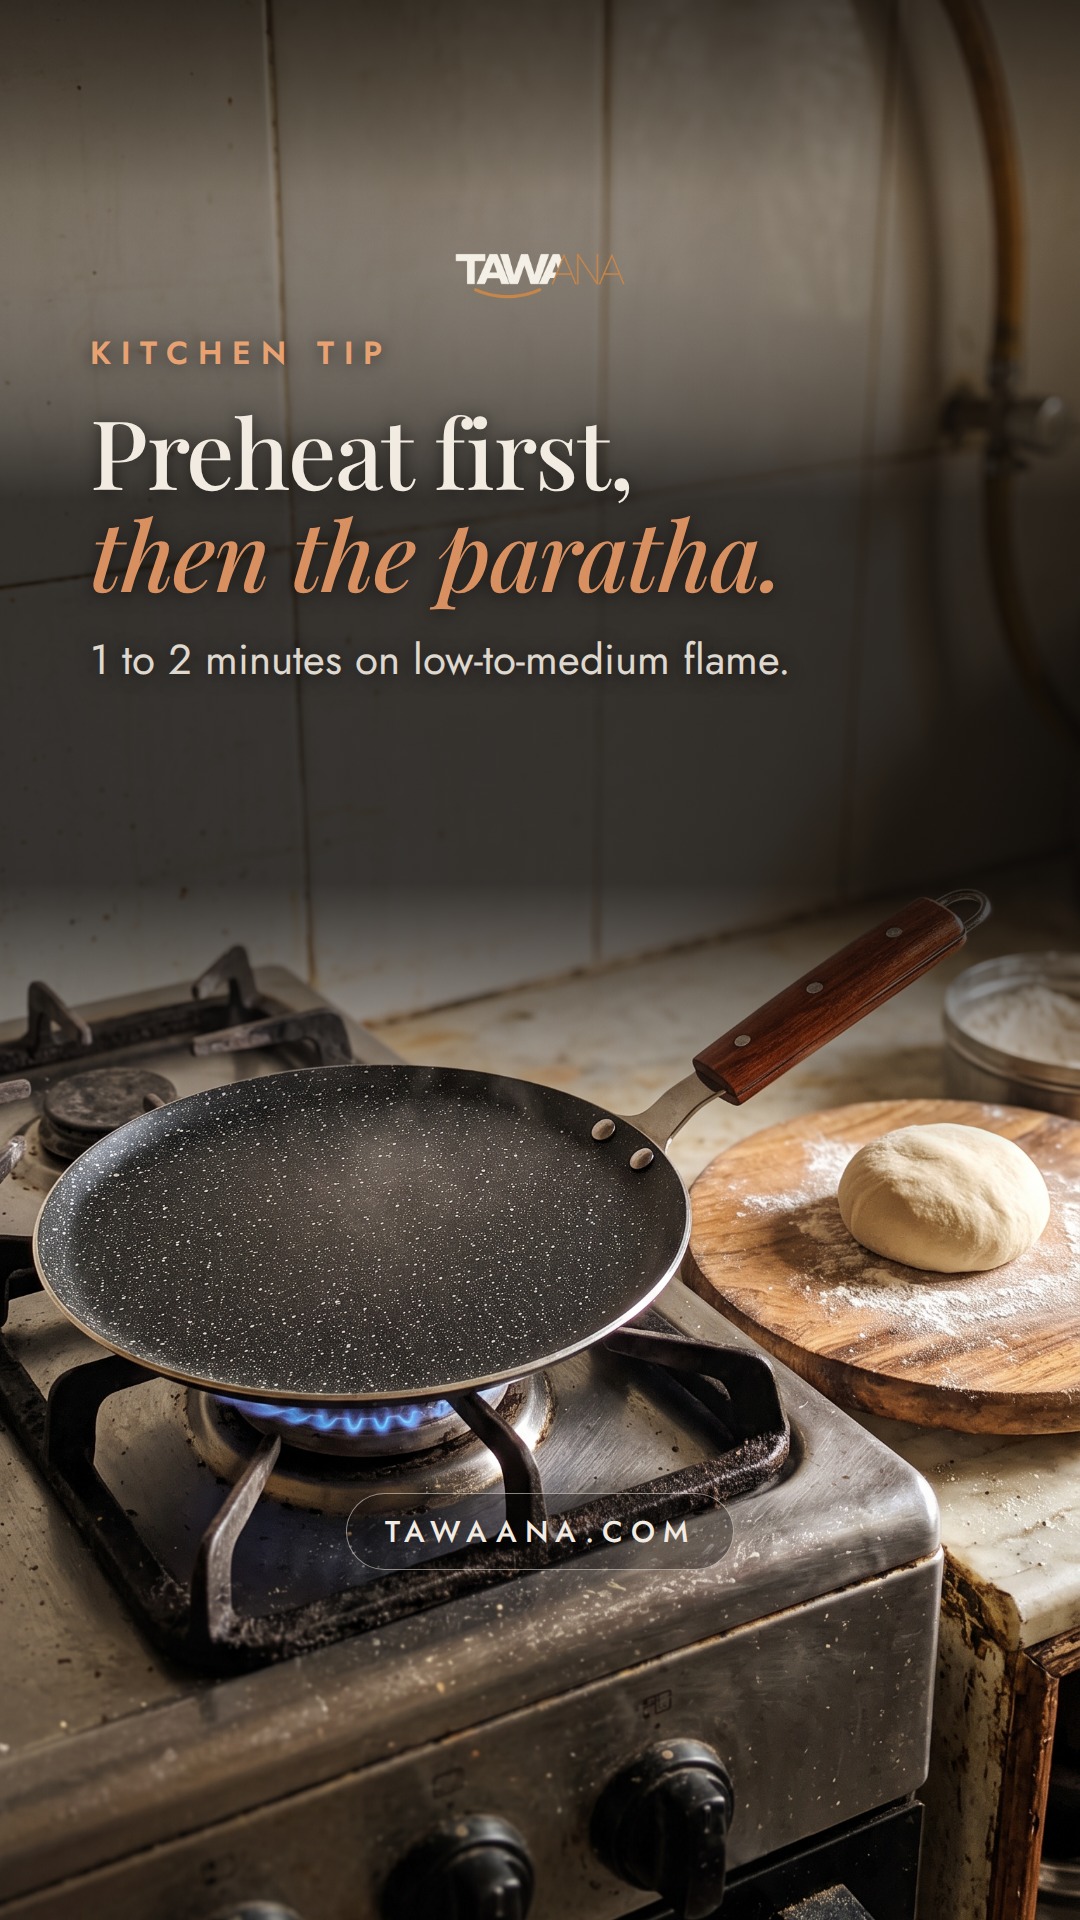 TAWAANA
KITCHEN TIP
Preheat first,
then the paratha.
1 to 2 minutes on low-to-medium flame.
TAWAANA.COM